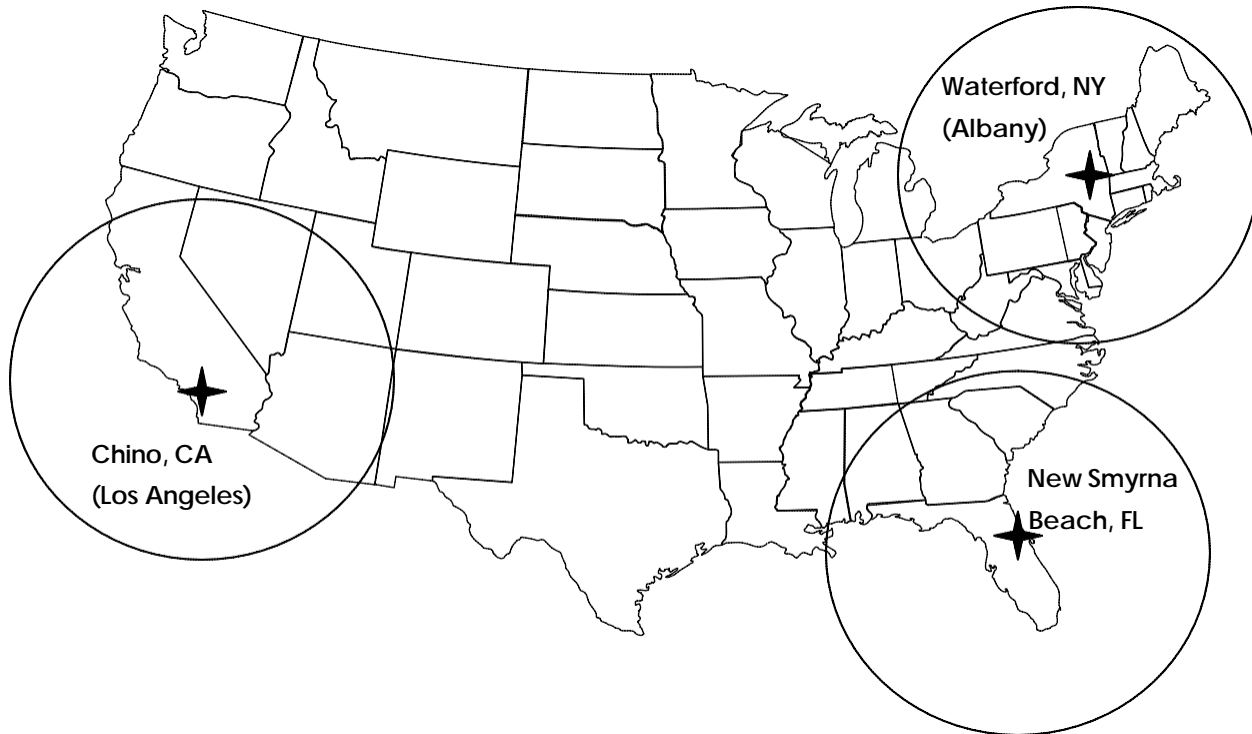 Waterford, NY
(Albany)
Chino, CA
(Los Angeles)
New Smyrna
Beach, FL